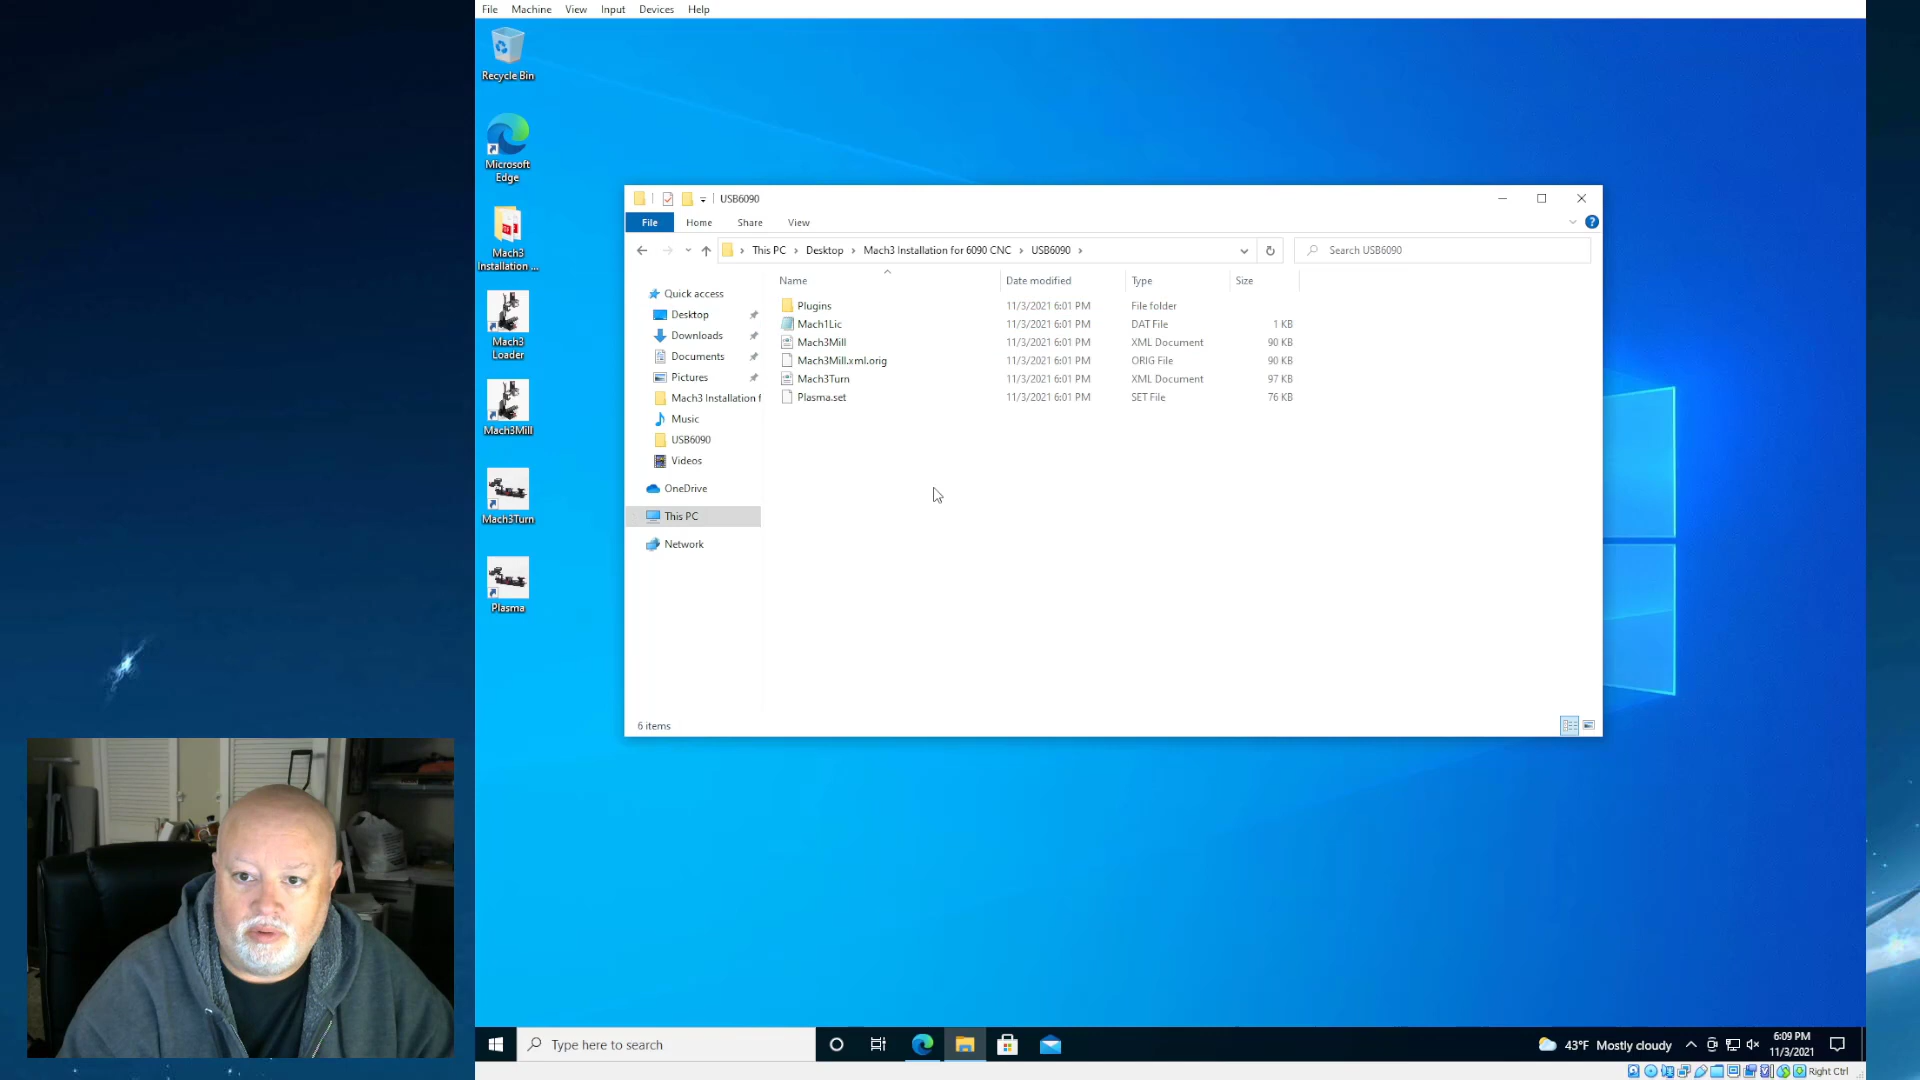 File Machine View Input Devices Help
Recycle Bin
Microsoft
Edge
Mach3
Installation ...
Mach3
Loader
Mach3Mill
Mach3Turn
Plasma
USB6090
File Home Share View
This PC > Desktop > Mach3 Installation for 6090 CNC > USB6090 >
Search USB6090
Name Date modified Type Size
Quick access
Desktop
Downloads
Documents
Pictures
Mach3 Installation f
Music
USB6090
Videos
OneDrive
This PC
Network
Plugins 11/3/2021 6:01 PM File folder
Mach1Lic 11/3/2021 6:01 PM DAT File 1 KB
Mach3Mill 11/3/2021 6:01 PM XML Document 90 KB
Mach3Mill.xml.orig 11/3/2021 6:01 PM ORIG File 90 KB
Mach3Turn 11/3/2021 6:01 PM XML Document 97 KB
Plasma.set 11/3/2021 6:01 PM SET File 76 KB
6 items
Type here to search
43°F Mostly cloudy
6:09 PM
11/3/2021
Right Ctrl